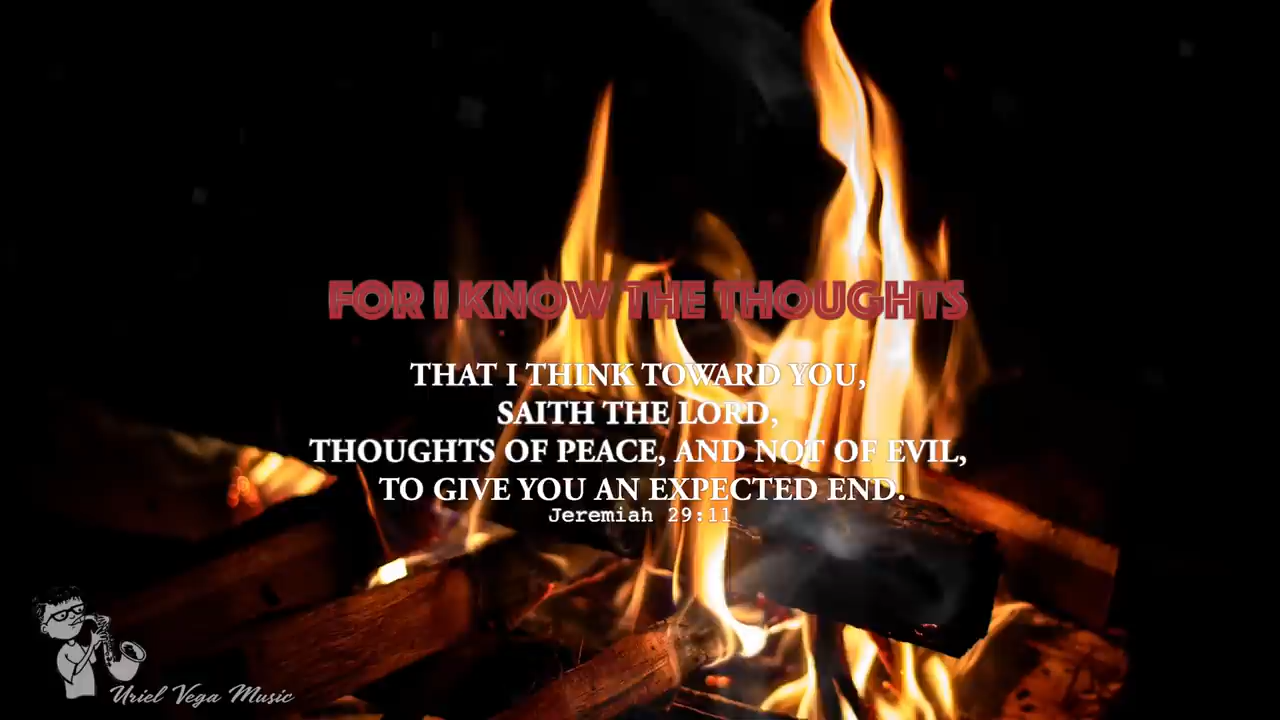 FOR I KNOW THE THOUGHTS
THAT I THINK TOWARD YOU,
SAITH THE LORD,
THOUGHTS OF PEACE, AND NOT OF EVIL,
TO GIVE YOU AN EXPECTED END.
Jeremiah 29:11
Uriel Vega Music